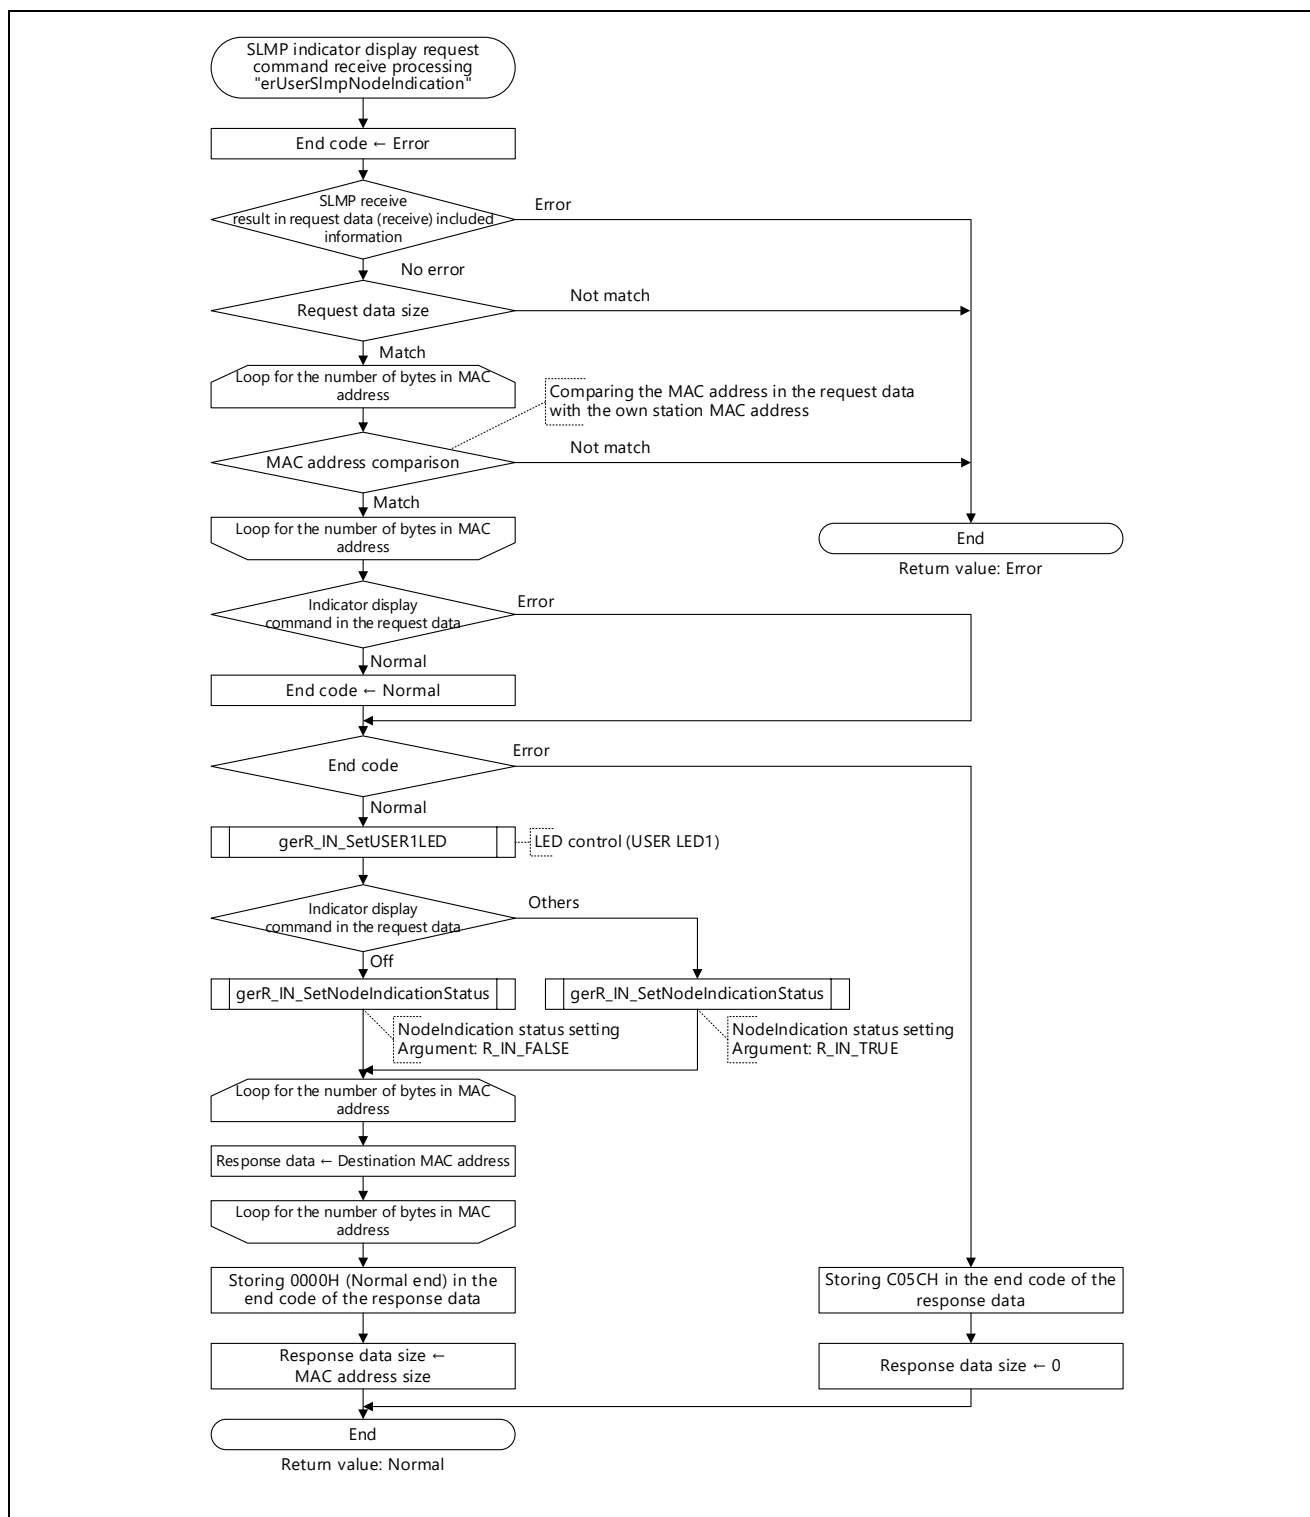 SLMP indicator display request
command receive processing
"erUserSlmpNodeIndication"
End code ← Error
SLMP receive
result in request data (receive) included
information
Error
No error
Request data size
Not match
Match
Loop for the number of bytes in MAC
address
Comparing the MAC address in the request data
with the own station MAC address
MAC address comparison
Not match
Match
Loop for the number of bytes in MAC
address
End
Return value: Error
Indicator display
command in the request data
Error
Normal
End code ← Normal
End code
Error
Normal
gerR_IN_SetUSER1LED
LED control (USER LED1)
Indicator display
command in the request data
Others
Off
gerR_IN_SetNodeIndicationStatus
gerR_IN_SetNodeIndicationStatus
NodeIndication status setting
Argument: R_IN_FALSE
NodeIndication status setting
Argument: R_IN_TRUE
Loop for the number of bytes in MAC
address
Response data ← Destination MAC address
Loop for the number of bytes in MAC
address
Storing 0000H (Normal end) in the
end code of the response data
Storing C05CH in the end code of the
response data
Response data size ←
MAC address size
Response data size ← 0
End
Return value: Normal